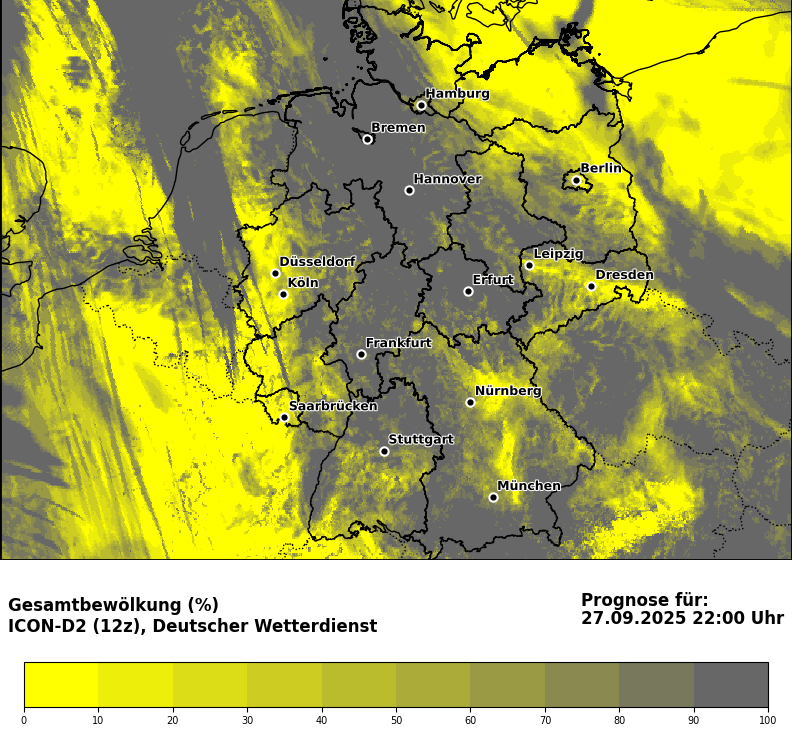 Hamburg
Bremen
Berlin
Hannover
Leipzig
Düsseldorf
Dresden
Köln
Erfurt
Frankfurt
Nürnberg
Saarbrücken
Stuttgart
München
Gesamtbewölkung (%)
ICON-D2 (12z), Deutscher Wetterdienst
Prognose für:
27.09.2025 22:00 Uhr
0 10 20 30 40 50 60 70 80 90 100